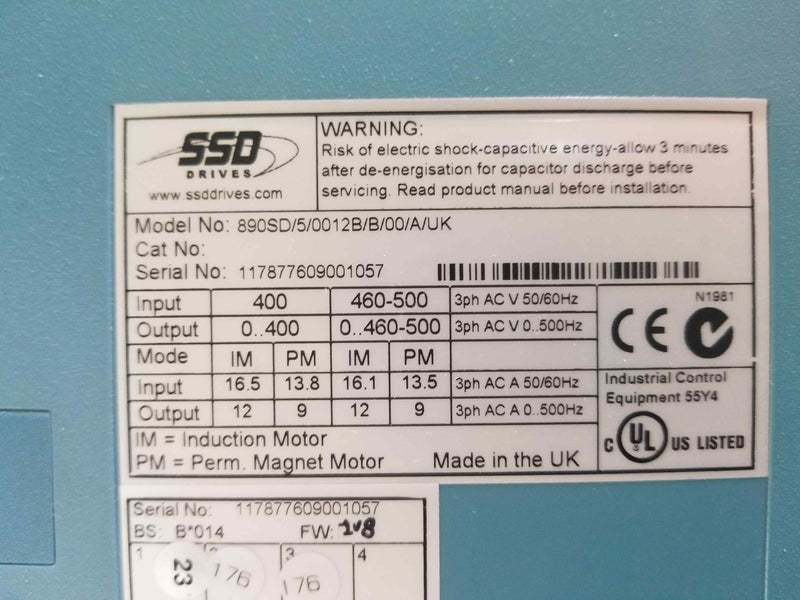 SSD
DRIVES
www.ssddrives.com
WARNING:
Risk of electric shock-capacitive energy-allow 3 minutes
after de-energisation for capacitor discharge before
servicing. Read product manual before installation.
Model No: 890SD/5/0012B/B/00/A/UK
Cat No:
Serial No: 117877609001057
Input 400 460-500 3ph AC V 50/60Hz
Output 0..400 0..460-500 3ph AC V 0..500Hz
Mode IM PM IM PM
Input 16.5 13.8 16.1 13.5 3ph AC A 50/60Hz
Output 12 9 12 9 3ph AC A 0..500Hz
IM = Induction Motor
PM = Perm. Magnet Motor Made in the UK
N1981
CE
Industrial Control
Equipment 55Y4
C UL US LISTED
Serial No: 117877609001057
BS: B*014 FW:
1 3 4
23 176 176